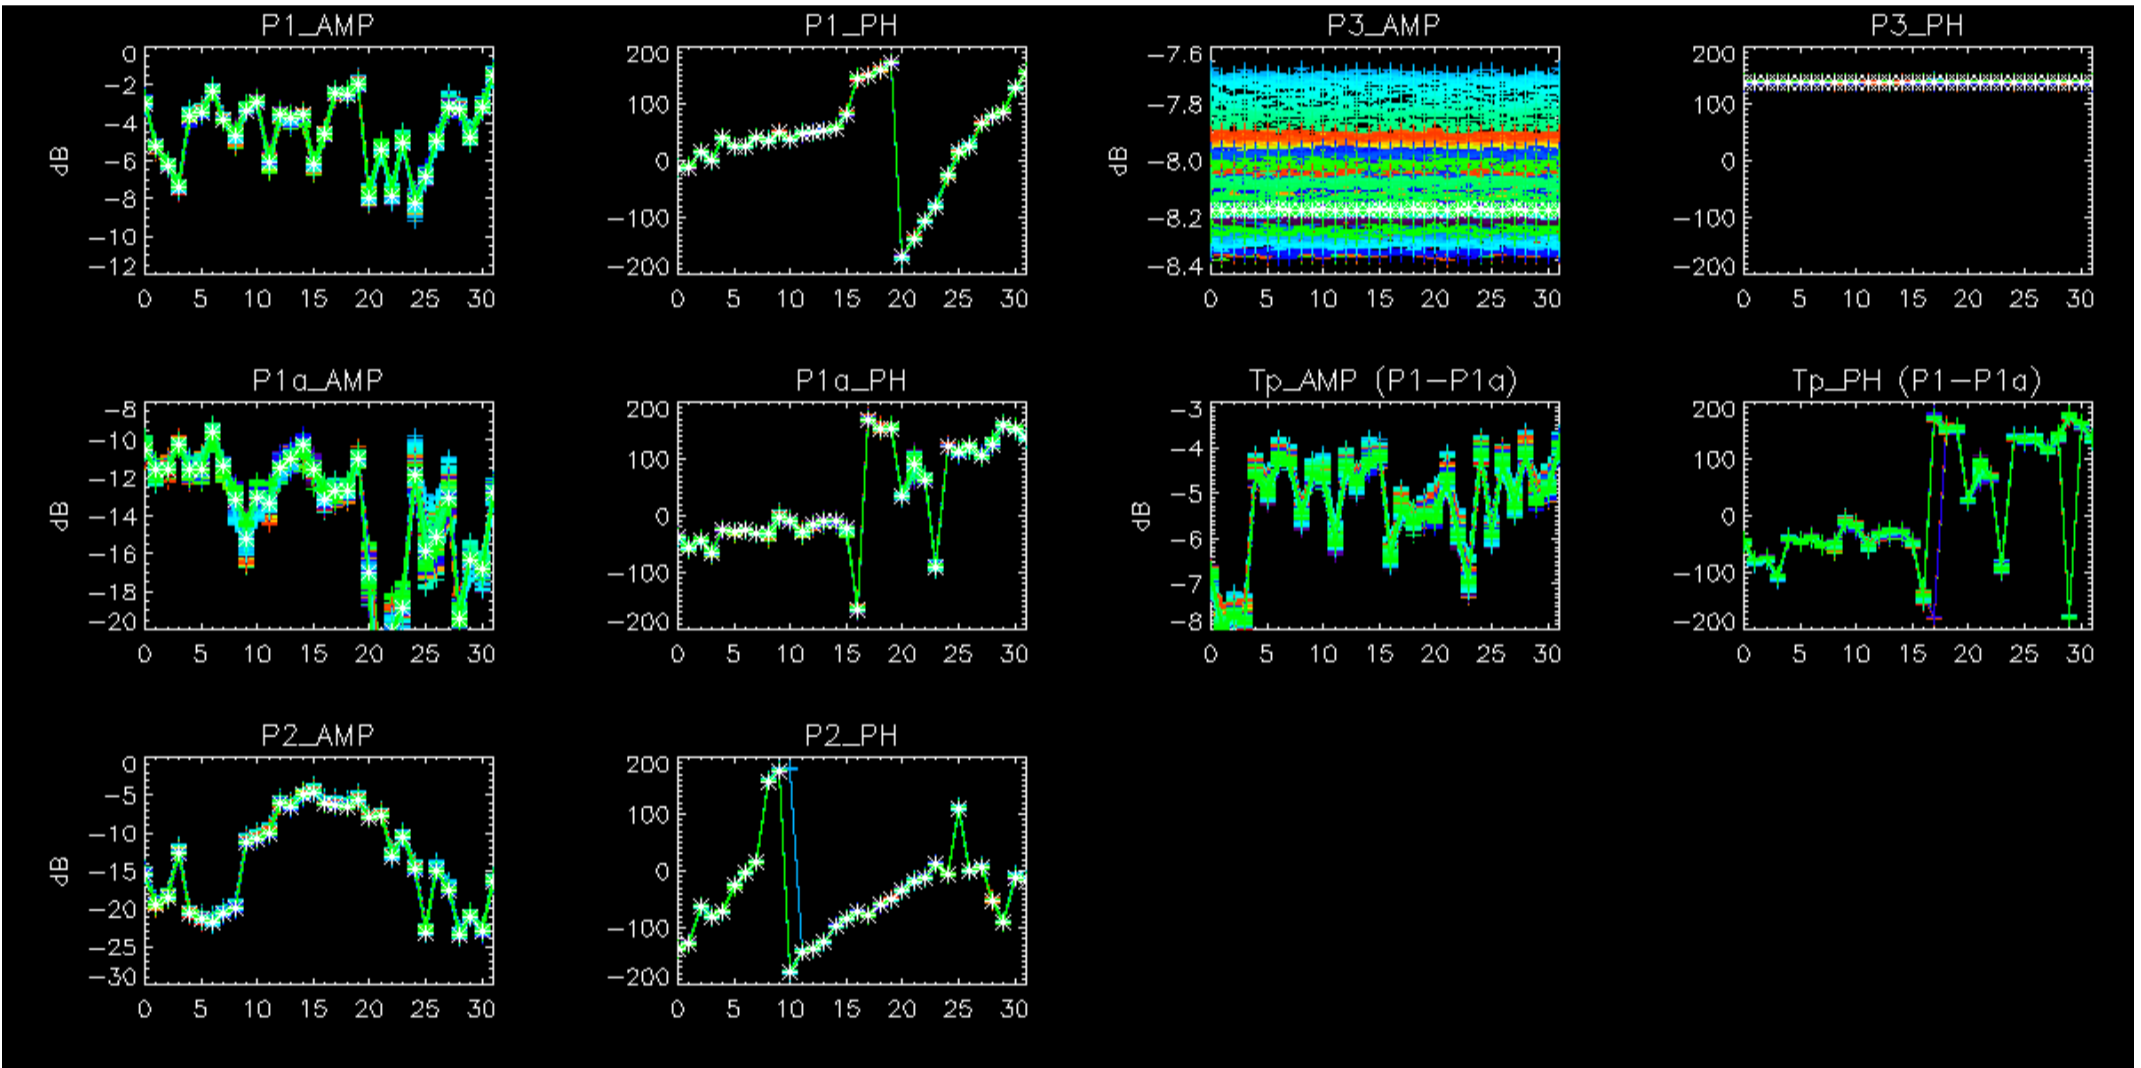 P1_AMP
P1_PH
P3_AMP
P3_PH
0
-2
-4
-6
-8
-10
-12
dB
0 5 10 15 20 25 30
200
100
0
-100
-200
0 5 10 15 20 25 30
-7.6
-7.8
-8.0
-8.2
-8.4
dB
0 5 10 15 20 25 30
200
100
0
-100
-200
0 5 10 15 20 25 30
P1a_AMP
P1a_PH
Tp_AMP (P1-P1a)
Tp_PH (P1-P1a)
-8
-10
-12
-14
-16
-18
-20
dB
0 5 10 15 20 25 30
200
100
0
-100
-200
0 5 10 15 20 25 30
-3
-4
-5
-6
-7
-8
dB
0 5 10 15 20 25 30
200
100
0
-100
-200
0 5 10 15 20 25 30
P2_AMP
P2_PH
0
-5
-10
-15
-20
-25
-30
dB
0 5 10 15 20 25 30
200
100
0
-100
-200
0 5 10 15 20 25 30